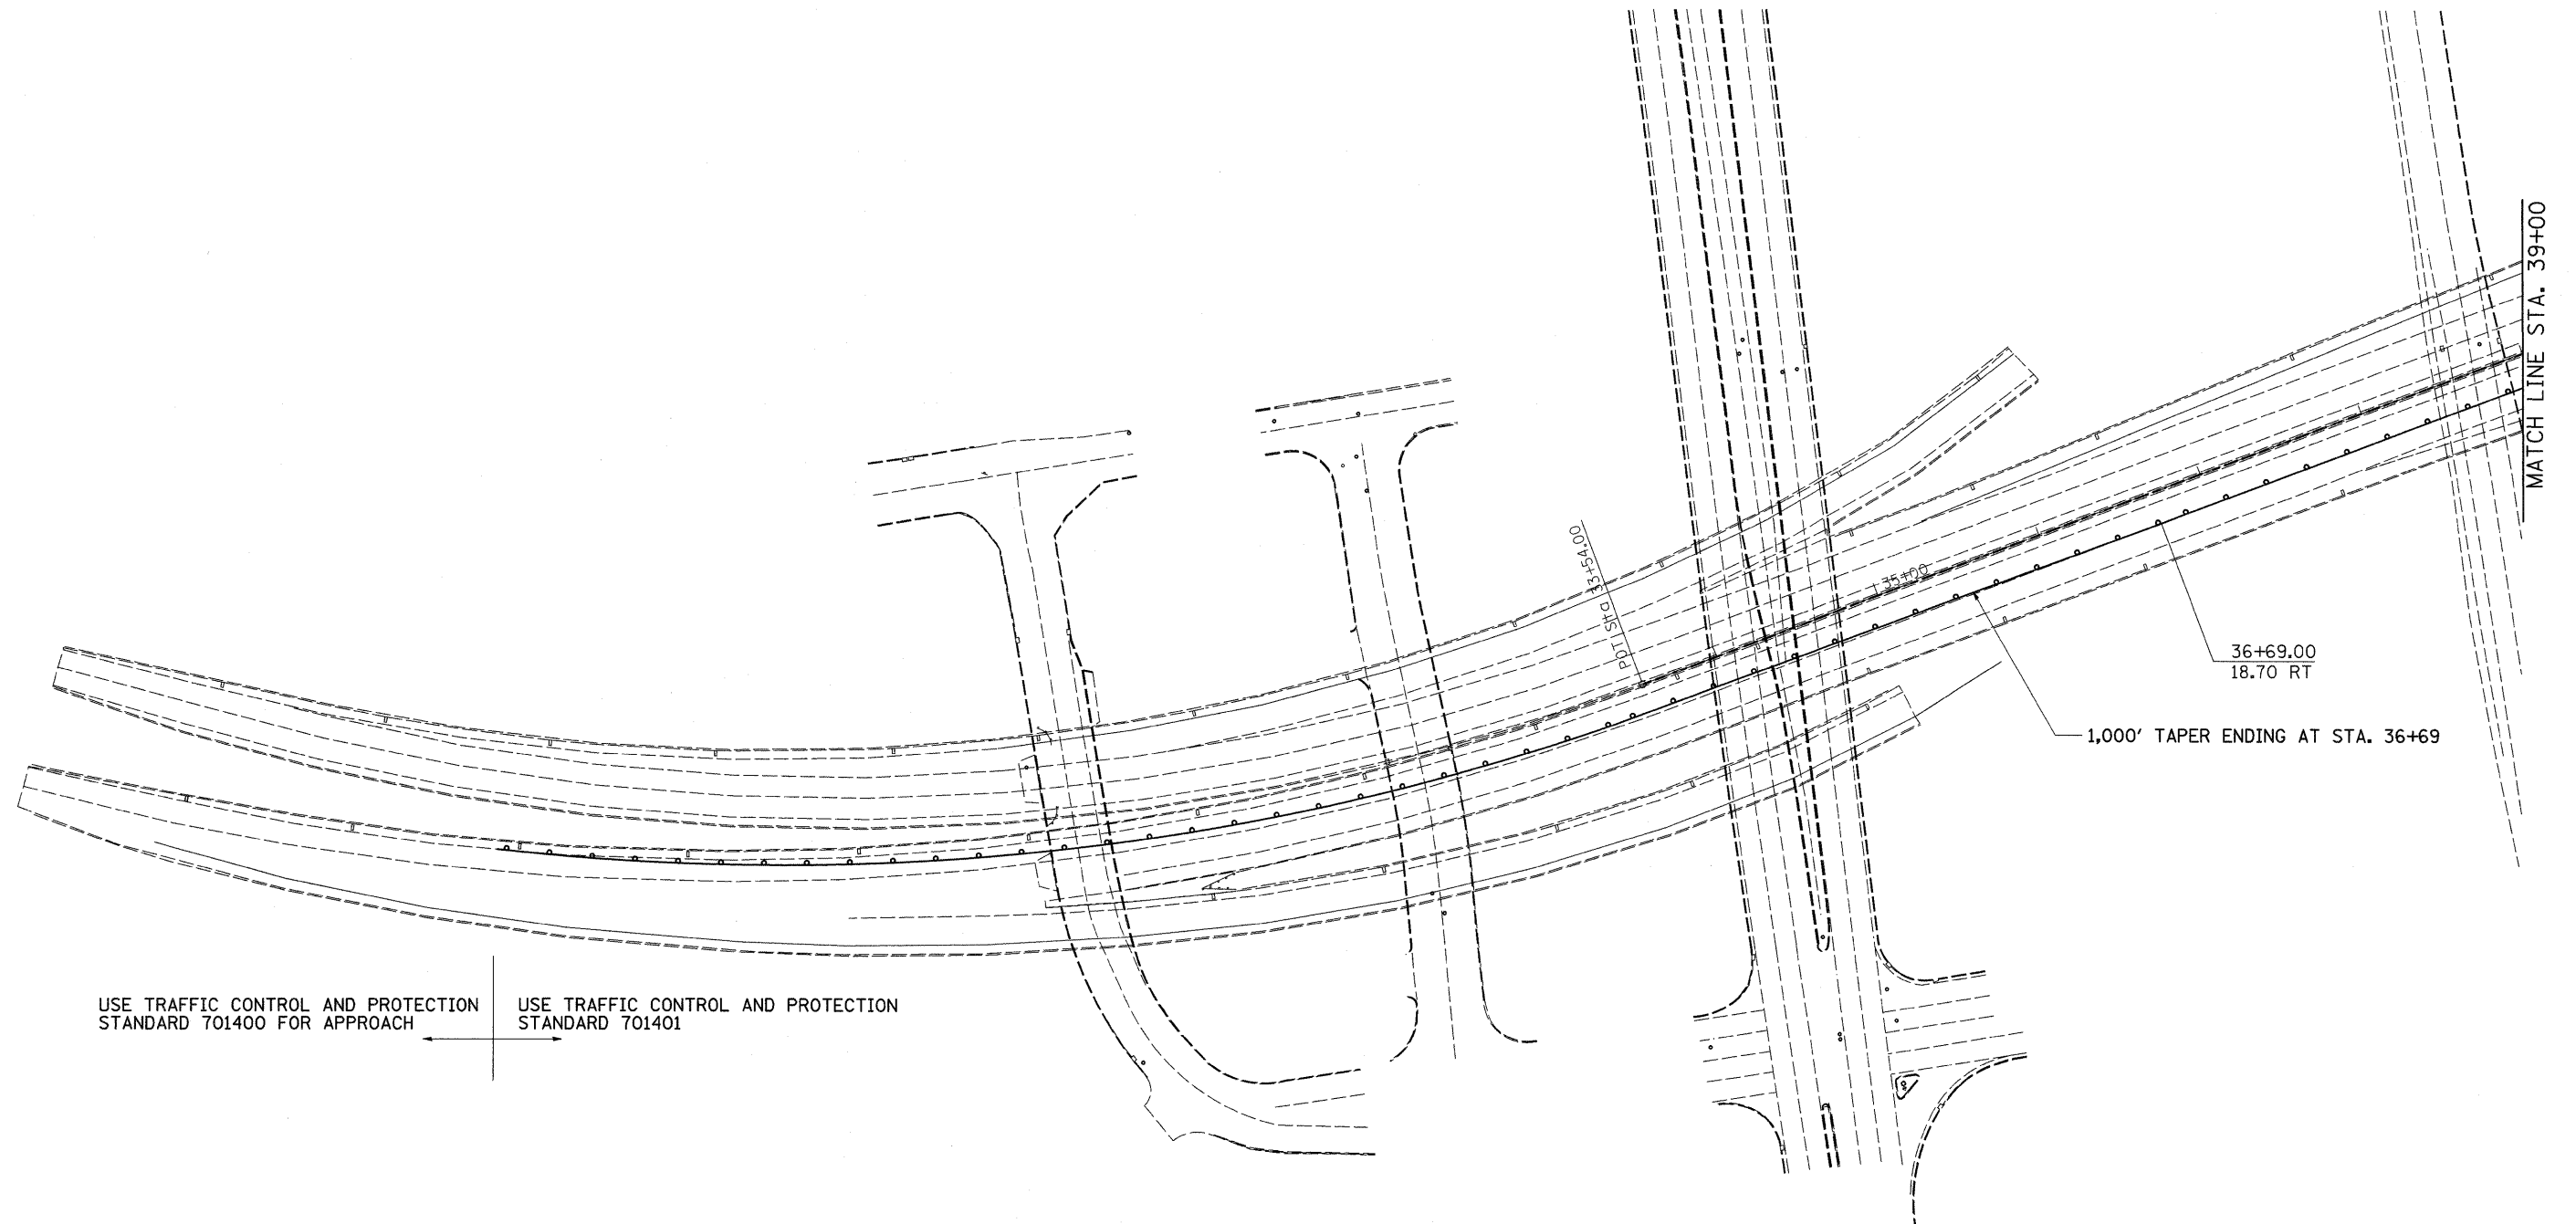 MATCH LINE STA. 39+00
POT Sta 33+54.00
35+00
36+69.00
18.70 RT
1,000' TAPER ENDING AT STA. 36+69
USE TRAFFIC CONTROL AND PROTECTION
STANDARD 701400 FOR APPROACH
USE TRAFFIC CONTROL AND PROTECTION
STANDARD 701401